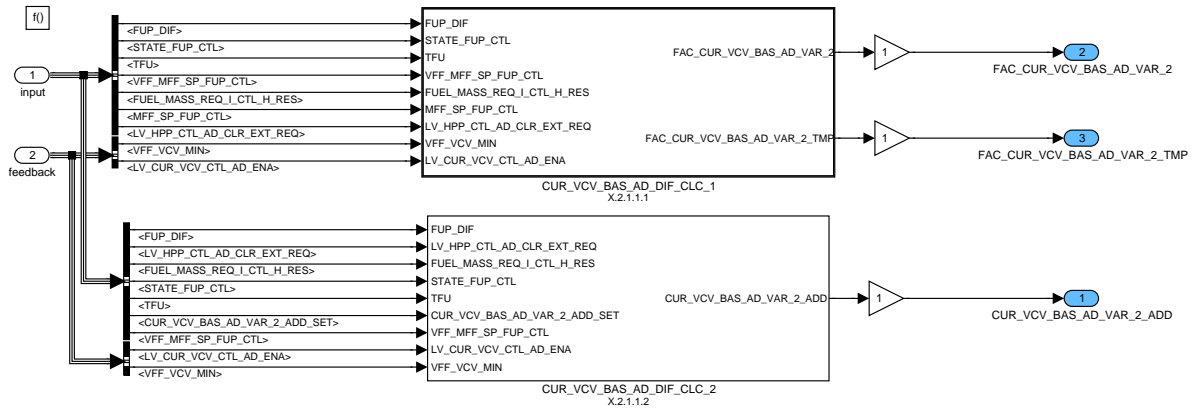 f()
1
input
2
feedback
<FUP_DIF>
<STATE_FUP_CTL>
<TFU>
<VFF_MFF_SP_FUP_CTL>
<FUEL_MASS_REQ_I_CTL_H_RES>
<MFF_SP_FUP_CTL>
<LV_HPP_CTL_AD_CLR_EXT_REQ>
<VFF_VCV_MIN>
<LV_CUR_VCV_CTL_AD_ENA>
FUP_DIF
STATE_FUP_CTL
TFU
VFF_MFF_SP_FUP_CTL
FUEL_MASS_REQ_I_CTL_H_RES
MFF_SP_FUP_CTL
LV_HPP_CTL_AD_CLR_EXT_REQ
VFF_VCV_MIN
LV_CUR_VCV_CTL_AD_ENA
FAC_CUR_VCV_BAS_AD_VAR_2
FAC_CUR_VCV_BAS_AD_VAR_2_TMP
CUR_VCV_BAS_AD_DIF_CLC_1
X.2.1.1.1
1
2
FAC_CUR_VCV_BAS_AD_VAR_2
1
3
FAC_CUR_VCV_BAS_AD_VAR_2_TMP
<FUP_DIF>
<LV_HPP_CTL_AD_CLR_EXT_REQ>
<FUEL_MASS_REQ_I_CTL_H_RES>
<STATE_FUP_CTL>
<TFU>
<CUR_VCV_BAS_AD_VAR_2_ADD_SET>
<VFF_MFF_SP_FUP_CTL>
<LV_CUR_VCV_CTL_AD_ENA>
<VFF_VCV_MIN>
FUP_DIF
LV_HPP_CTL_AD_CLR_EXT_REQ
FUEL_MASS_REQ_I_CTL_H_RES
STATE_FUP_CTL
TFU
CUR_VCV_BAS_AD_VAR_2_ADD_SET
VFF_MFF_SP_FUP_CTL
LV_CUR_VCV_CTL_AD_ENA
VFF_VCV_MIN
CUR_VCV_BAS_AD_VAR_2_ADD
CUR_VCV_BAS_AD_DIF_CLC_2
X.2.1.1.2
1
1
CUR_VCV_BAS_AD_VAR_2_ADD